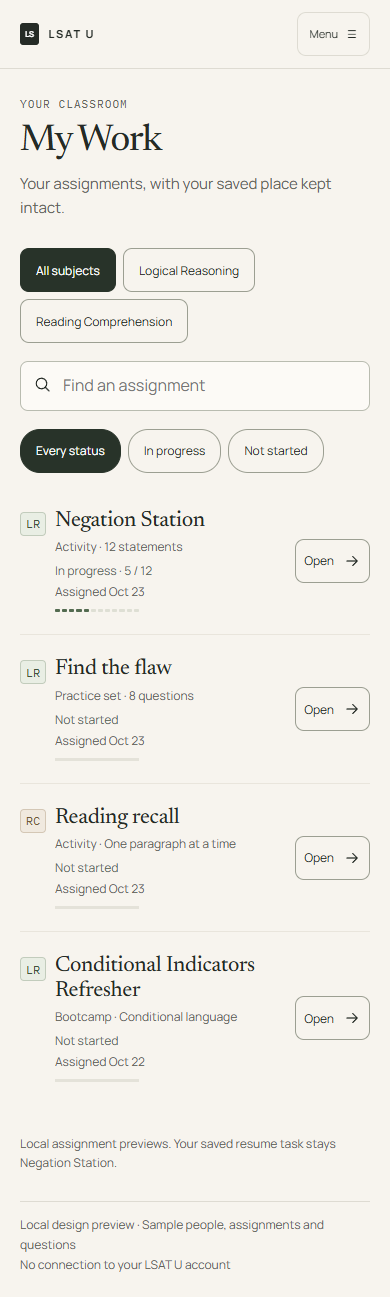 LS LSAT U
Menu ☰
YOUR CLASSROOM
My Work
Your assignments, with your saved place kept
intact.
All subjects
Logical Reasoning
Reading Comprehension
Find an assignment
Every status
In progress
Not started
LR
Negation Station
Activity · 12 statements
In progress · 5 / 12
Assigned Oct 23
Open →
LR
Find the flaw
Practice set · 8 questions
Not started
Assigned Oct 23
Open →
RC
Reading recall
Activity · One paragraph at a time
Not started
Assigned Oct 23
Open →
LR
Conditional Indicators
Refresher
Bootcamp · Conditional language
Not started
Assigned Oct 22
Open →
Local assignment previews. Your saved resume task stays
Negation Station.
Local design preview · Sample people, assignments and
questions
No connection to your LSAT U account